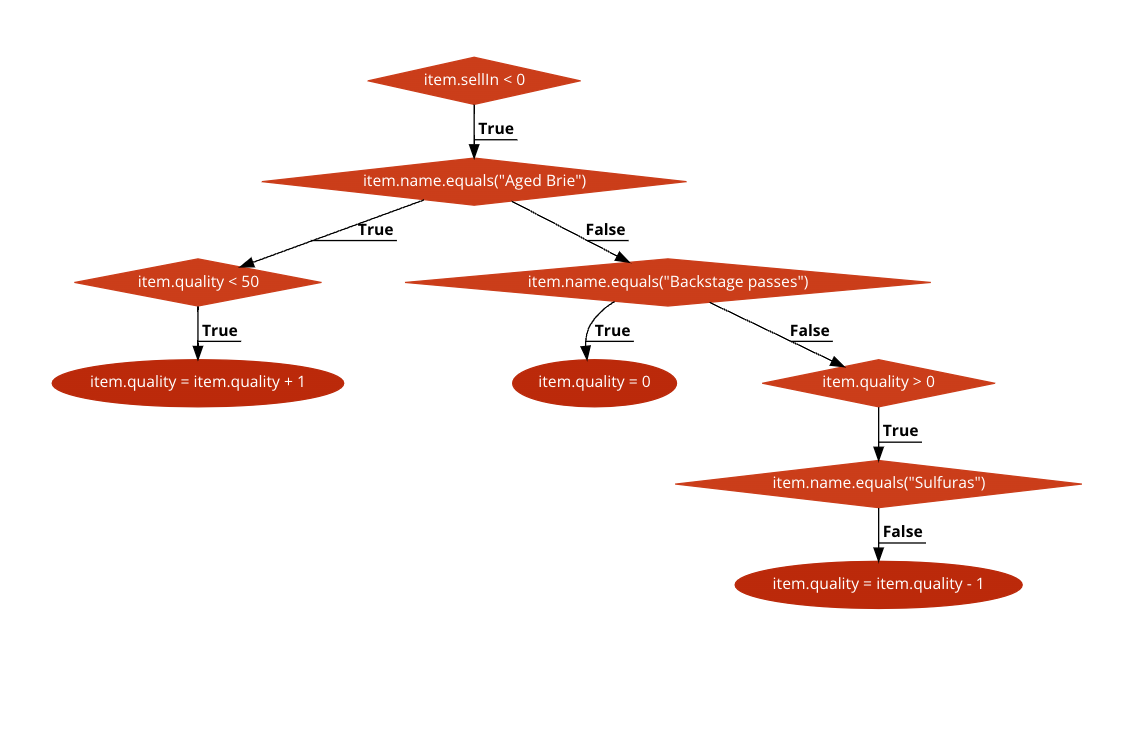 item.sellIn < 0
True
item.name.equals("Aged Brie")
True
False
item.quality < 50
item.name.equals("Backstage passes")
True
True
False
item.quality = item.quality + 1
item.quality = 0
item.quality > 0
True
item.name.equals("Sulfuras")
False
item.quality = item.quality - 1